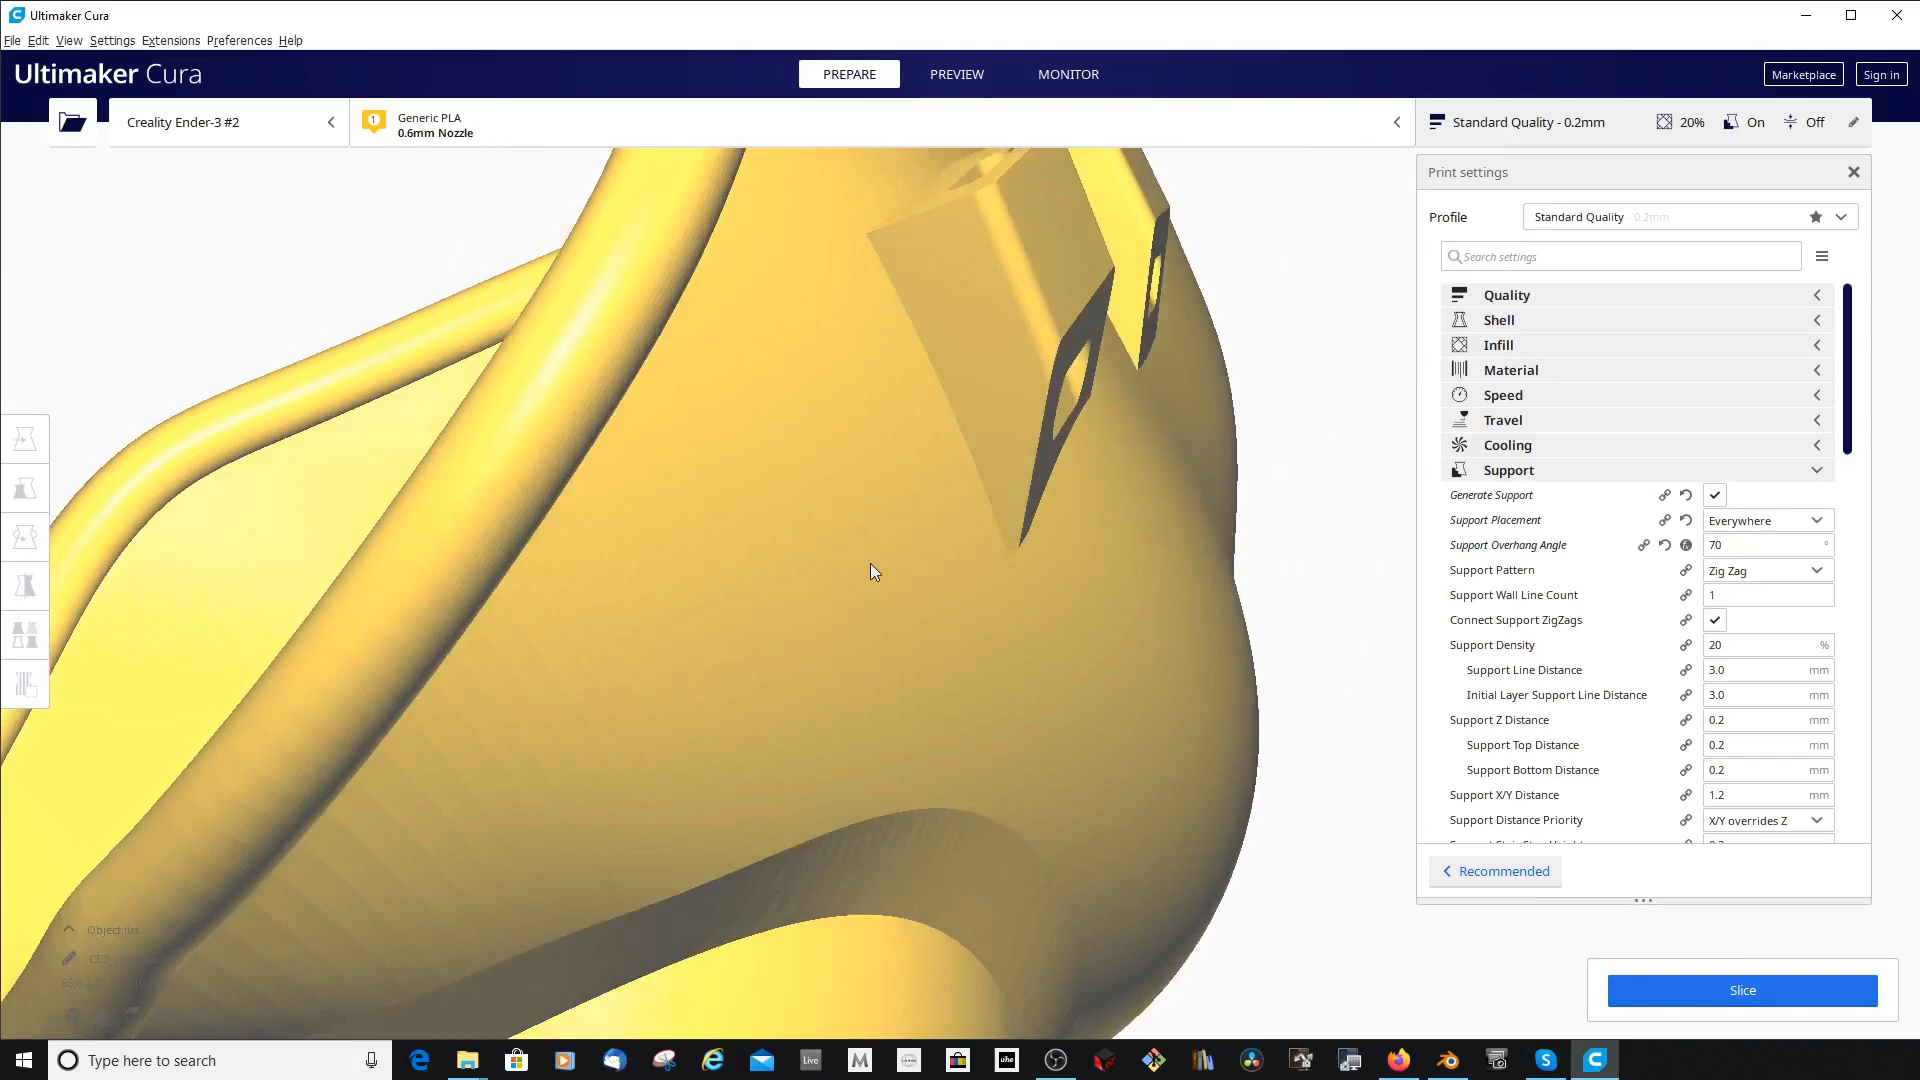 Ultimaker Cura
File Edit View Settings Extensions Preferences Help
Ultimaker Cura
PREPARE
PREVIEW
MONITOR
Marketplace
Sign in
Creality Ender-3 #2
1
Generic PLA
0.6mm Nozzle
Standard Quality - 0.2mm
20%
On
Off
Print settings
Profile
Standard Quality - 0.2mm
Search settings
Quality
Shell
Infill
Material
Speed
Travel
Cooling
Support
Generate Support
Support Placement Everywhere
Support Overhang Angle 70 °
Support Pattern Zig Zag
Support Wall Line Count 1
Connect Support ZigZags
Support Density 20 %
Support Line Distance 3.0 mm
Initial Layer Support Line Distance 3.0 mm
Support Z Distance 0.2 mm
Support Top Distance 0.2 mm
Support Bottom Distance 0.2 mm
Support X/Y Distance 1.2 mm
Support Distance Priority X/Y overrides Z
Recommended
Object list
Slice
Type here to search
Live
M
uhe